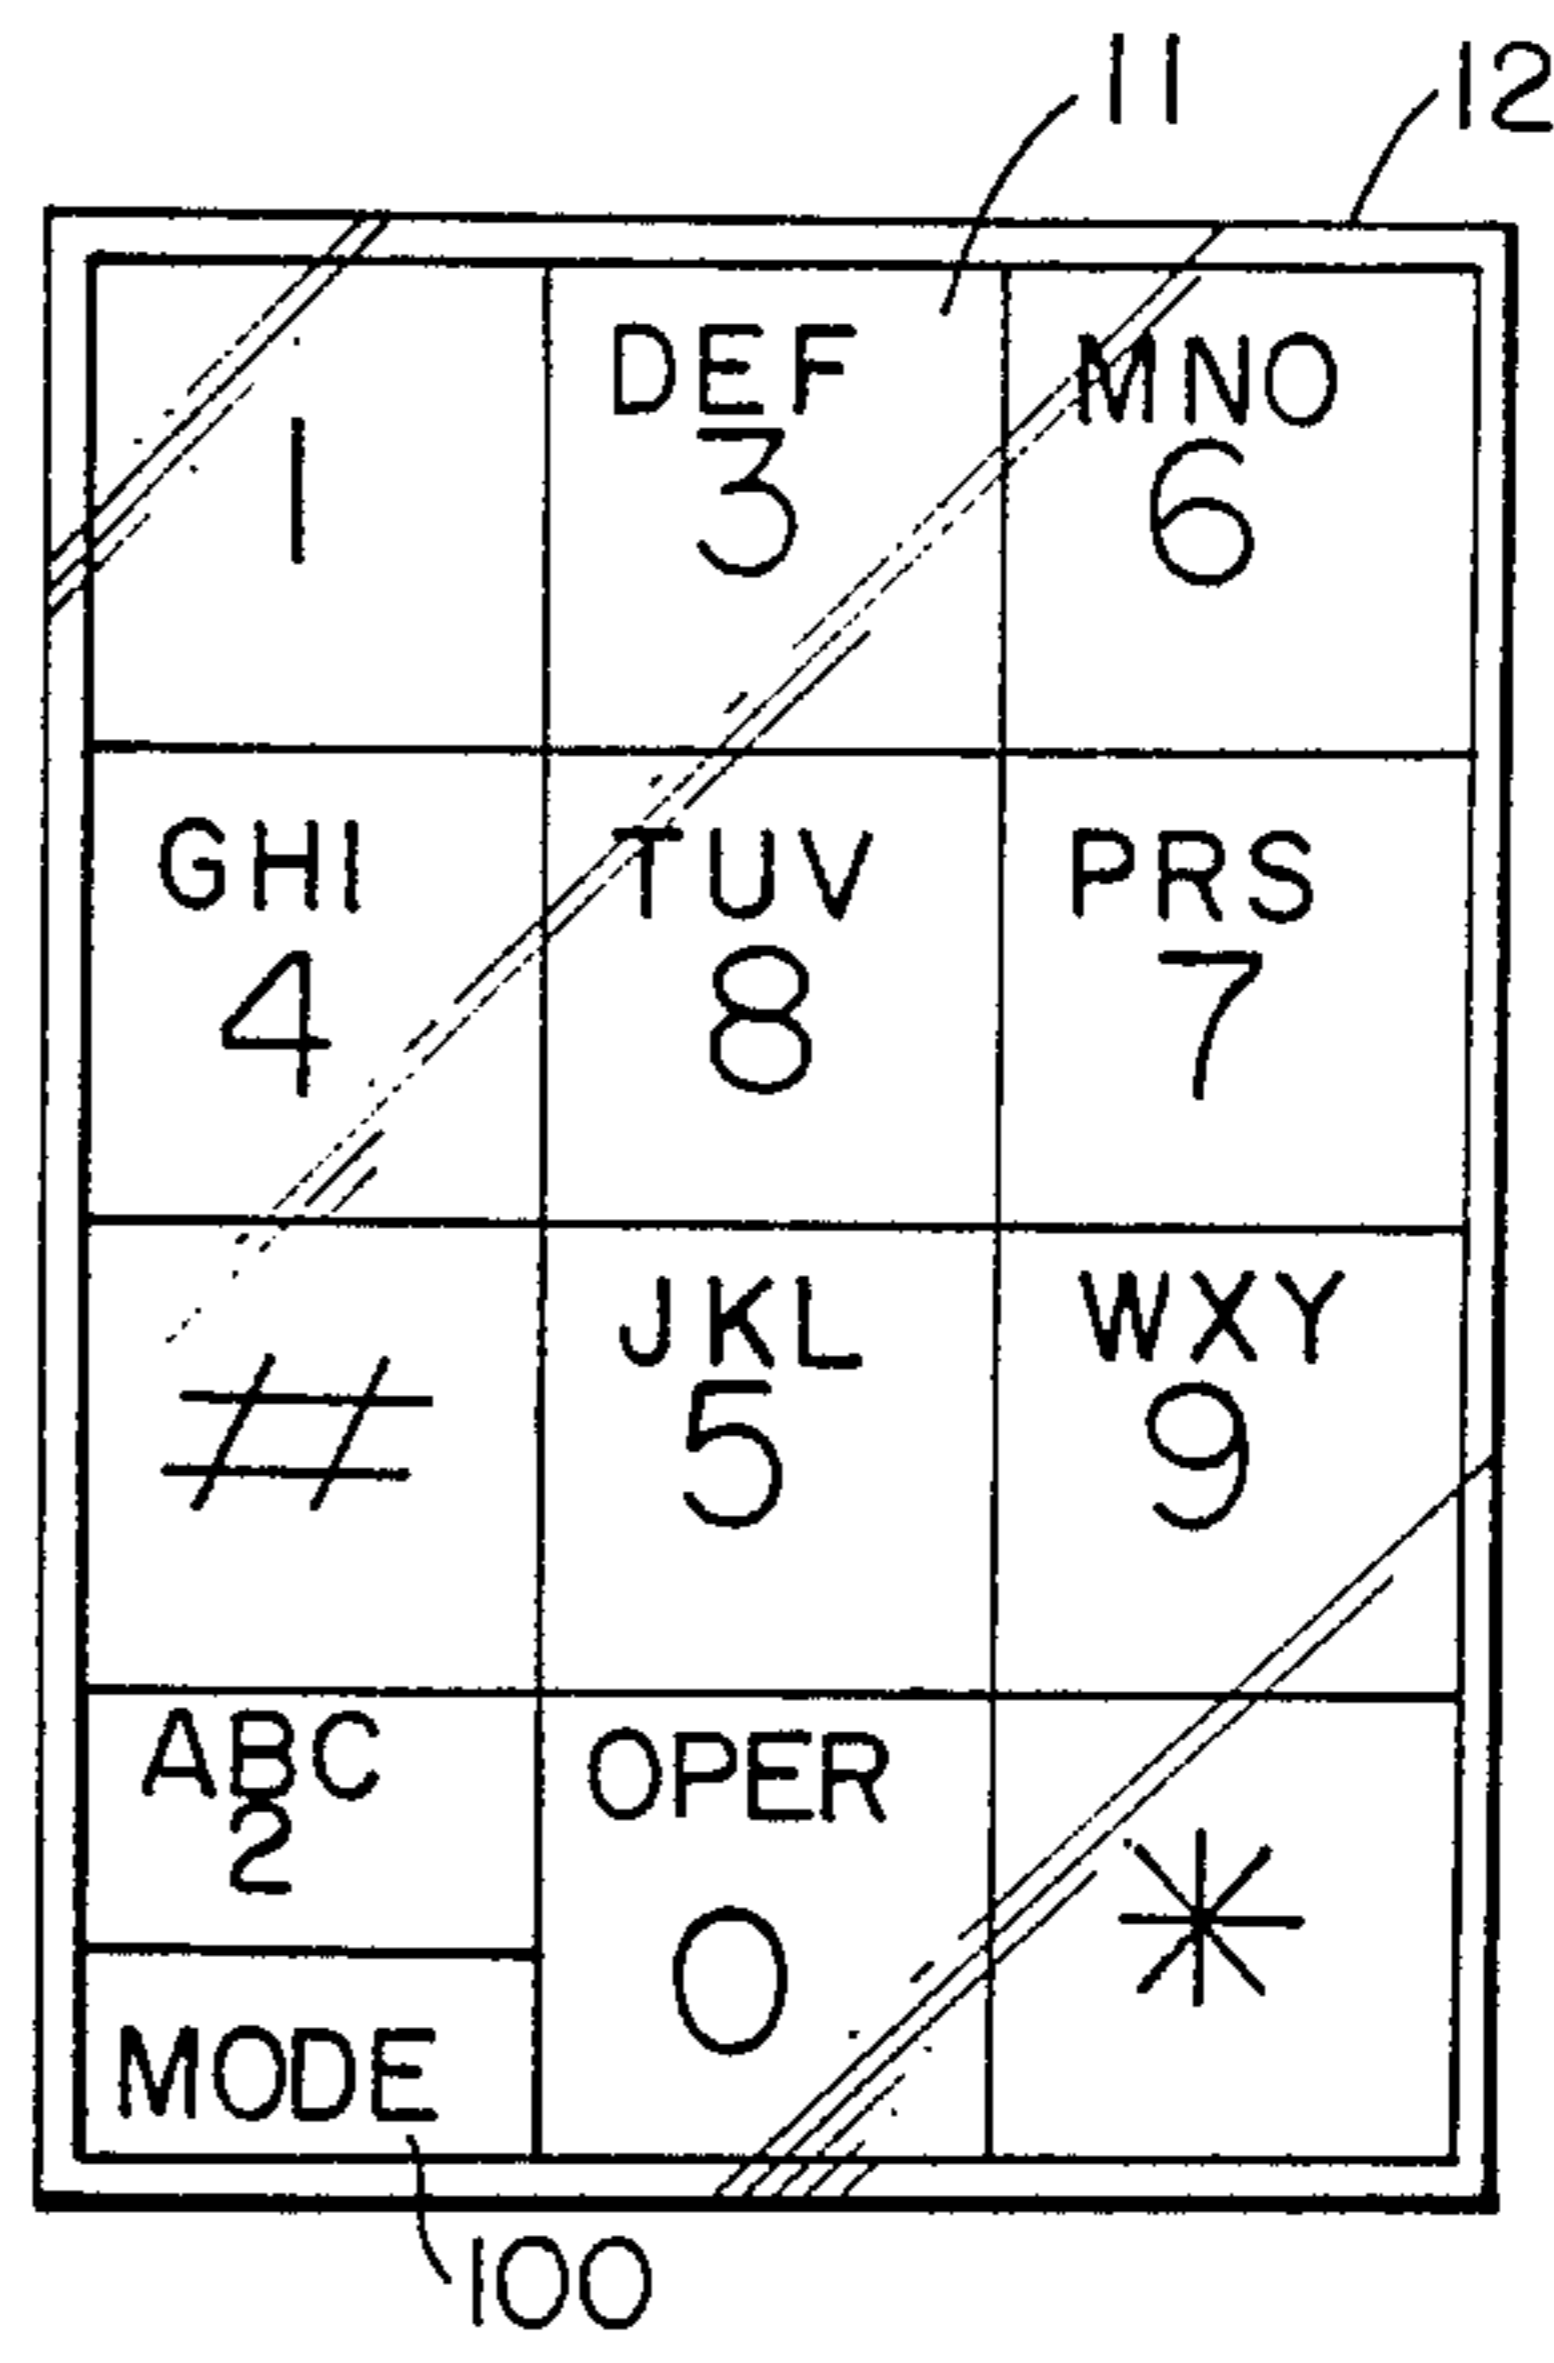 11 12
1 DEF MNO
3 6
GHI TUV PRS
4 8 7
JKL WXY
# 5 9
ABC OPER
2
0 *
MODE
100